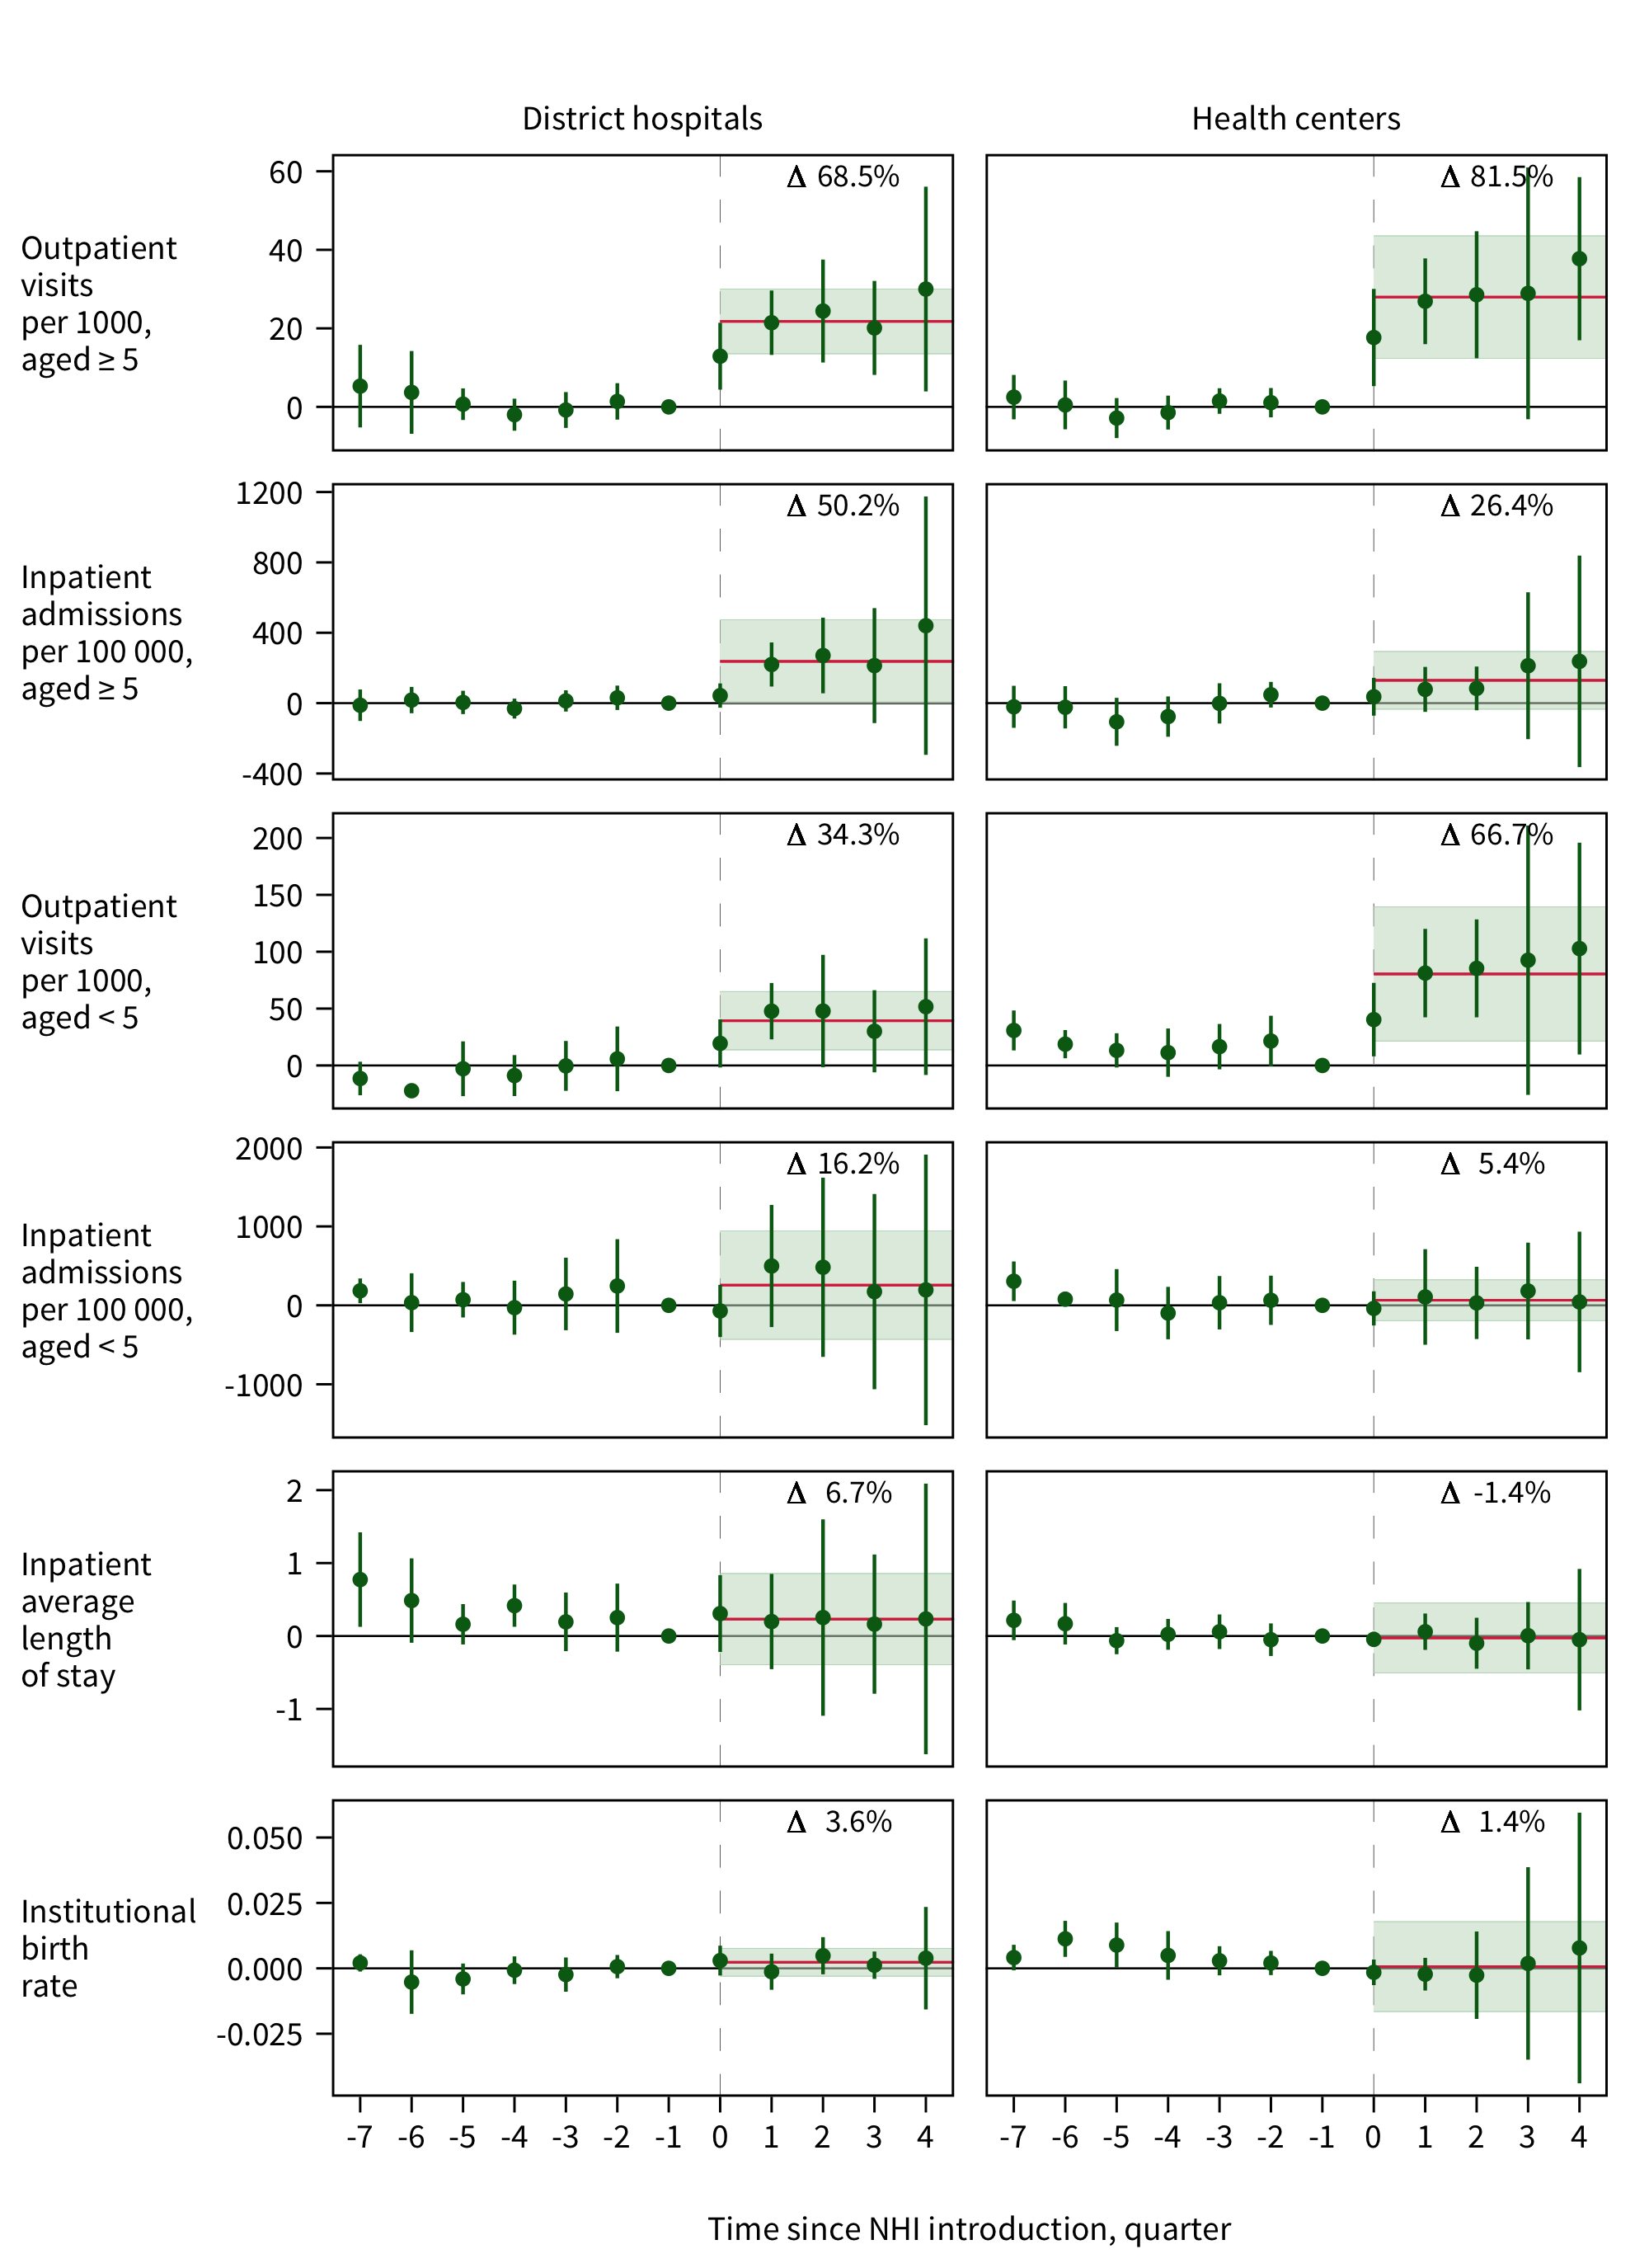 District hospitals
Health centers
Outpatient
visits
per 1000,
aged ≥ 5
60
40
20
0
Δ 68.5%
Δ 81.5%
Inpatient
admissions
per 100 000,
aged ≥ 5
1200
800
400
0
-400
Δ 50.2%
Δ 26.4%
Outpatient
visits
per 1000,
aged < 5
200
150
100
50
0
Δ 34.3%
Δ 66.7%
Inpatient
admissions
per 100 000,
aged < 5
2000
1000
0
-1000
Δ 16.2%
Δ 5.4%
Inpatient
average
length
of stay
2
1
0
-1
Δ 6.7%
Δ -1.4%
Institutional
birth
rate
0.050
0.025
0.000
-0.025
Δ 3.6%
Δ 1.4%
-7 -6 -5 -4 -3 -2 -1 0 1 2 3 4
-7 -6 -5 -4 -3 -2 -1 0 1 2 3 4
Time since NHI introduction, quarter